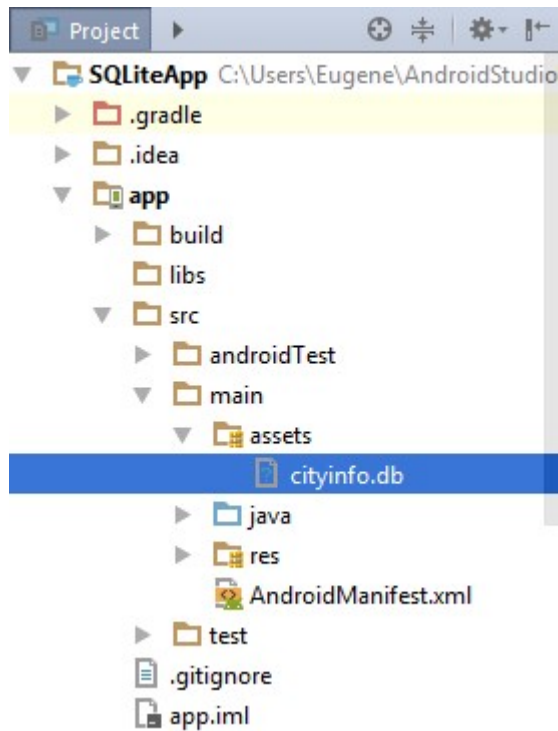 Project
SQLiteApp C:\Users\Eugene\AndroidStudio
.gradle
.idea
app
build
libs
src
androidTest
main
assets
cityinfo.db
java
res
AndroidManifest.xml
test
.gitignore
app.iml